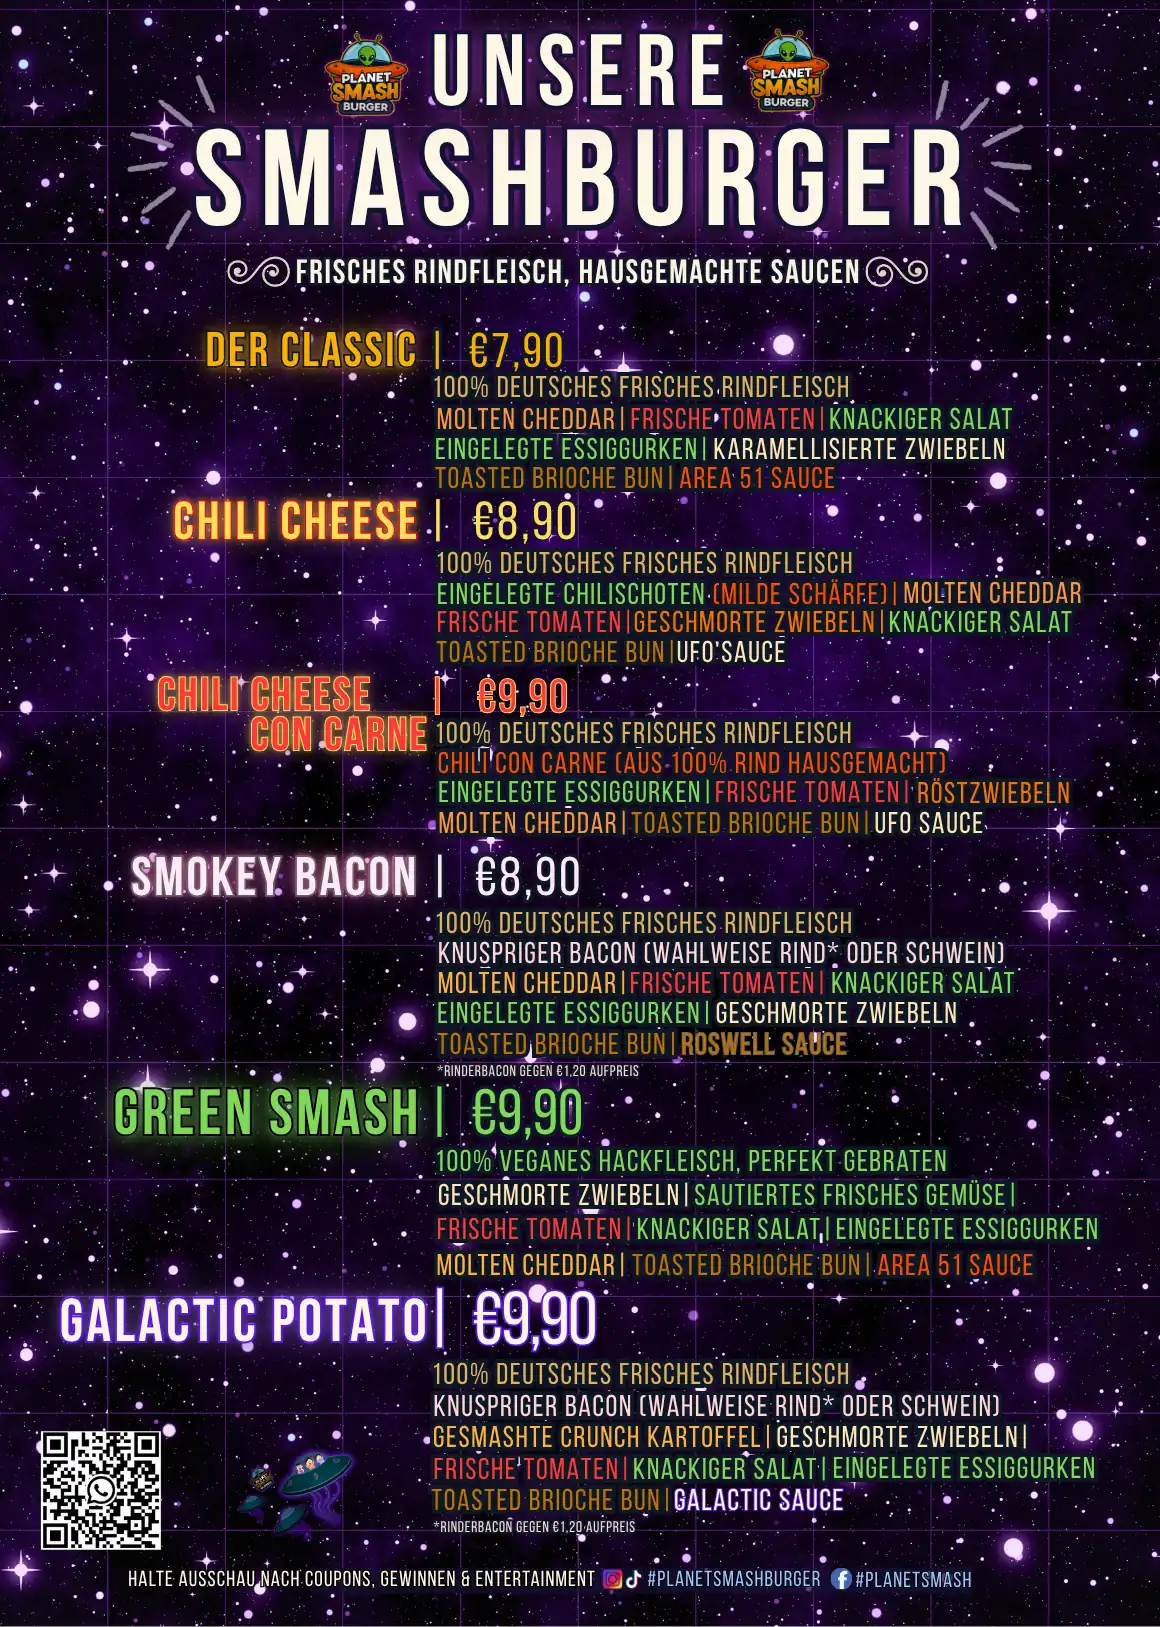 PLANET
SMASH
BURGER
UNSERE
PLANET
SMASH
BURGER
SMASHBURGER
FRISCHES RINDFLEISCH, HAUSGEMACHTE SAUCEN
DER CLASSIC | €7,90
100% DEUTSCHES FRISCHES RINDFLEISCH
MOLTEN CHEDDAR | FRISCHE TOMATEN | KNACKIGER SALAT
EINGELEGTE ESSIGGURKEN | KARAMELLISIERTE ZWIEBELN
TOASTED BRIOCHE BUN | AREA 51 SAUCE
CHILI CHEESE | €8,90
100% DEUTSCHES FRISCHES RINDFLEISCH
EINGELEGTE CHILISCHOTEN (MILDE SCHÄRFE) | MOLTEN CHEDDAR
FRISCHE TOMATEN | GESCHMORTE ZWIEBELN | KNACKIGER SALAT
TOASTED BRIOCHE BUN | UFO'SAUCE
CHILI CHEESE | €9,90
CON CARNE
100% DEUTSCHES FRISCHES RINDFLEISCH
CHILI CON CARNE (AUS 100% RIND HAUSGEMACHT)
EINGELEGTE ESSIGGURKEN | FRISCHE TOMATEN | RÖSTZWIEBELN
MOLTEN CHEDDAR | TOASTED BRIOCHE BUN | UFO SAUCE
SMOKEY BACON | €8,90
100% DEUTSCHES FRISCHES RINDFLEISCH
KNUSPRIGER BACON (WAHLWEISE RIND* ODER SCHWEIN)
MOLTEN CHEDDAR | FRISCHE TOMATEN | KNACKIGER SALAT
EINGELEGTE ESSIGGURKEN | GESCHMORTE ZWIEBELN
TOASTED BRIOCHE BUN | ROSWELL SAUCE
*RINDERBACON GEGEN €1,20 AUFPREIS
GREEN SMASH | €9,90
100% VEGANES HACKFLEISCH, PERFEKT GEBRATEN
GESCHMORTE ZWIEBELN | SAUTIERTES FRISCHES GEMÜSE |
FRISCHE TOMATEN | KNACKIGER SALAT | EINGELEGTE ESSIGGURKEN
MOLTEN CHEDDAR | TOASTED BRIOCHE BUN | AREA 51 SAUCE
GALACTIC POTATO | €9,90
100% DEUTSCHES FRISCHES RINDFLEISCH
KNUSPRIGER BACON (WAHLWEISE RIND* ODER SCHWEIN)
GESMASHTE CRUNCH KARTOFFEL | GESCHMORTE ZWIEBELN |
FRISCHE TOMATEN | KNACKIGER SALAT | EINGELEGTE ESSIGGURKEN
TOASTED BRIOCHE BUN | GALACTIC SAUCE
*RINDERBACON GEGEN €1,20 AUFPREIS
HALTE AUSSCHAU NACH COUPONS, GEWINNEN & ENTERTAINMENT #PLANETSMASHBURGER #PLANETSMASH